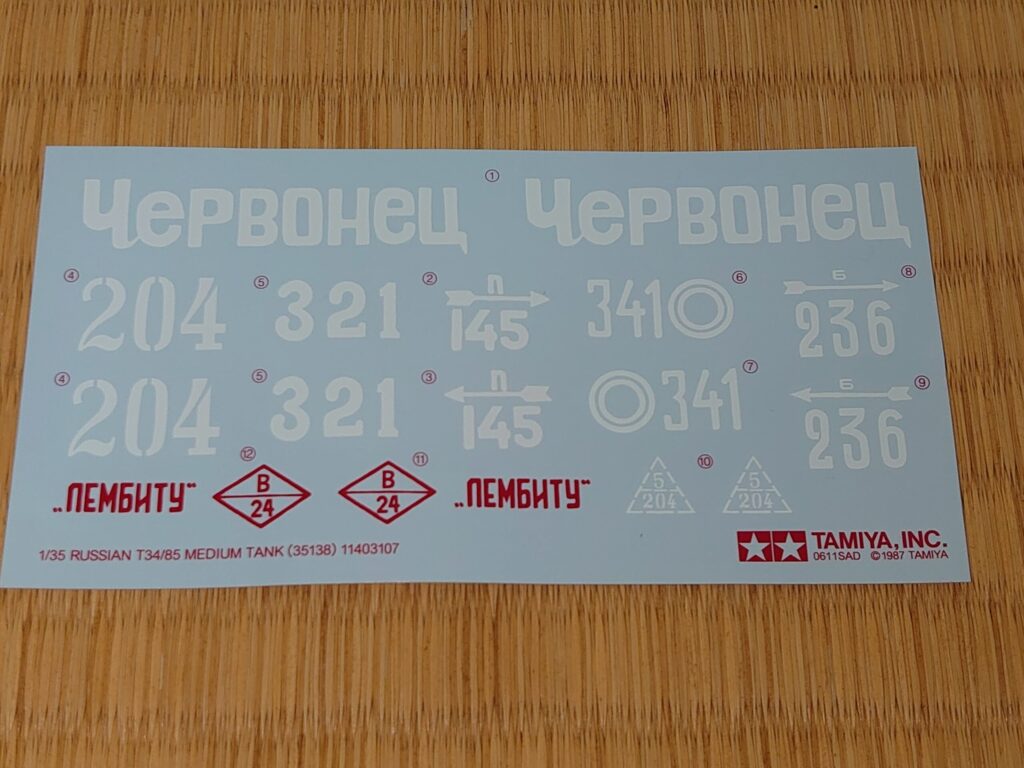 ① Червонец Червонец
④ 204 ⑤ 321 ② П 145 341 ⑥ Б 236 ⑧
④ 204 ⑤ 321 ③ П 145 341 ⑦ Б 236 ⑨
„ЛЕМБИТУ“ ⑫ В 24 ⑪ В 24 „ЛЕМБИТУ“ ⑩ 5 204 5 204
1/35 RUSSIAN T34/85 MEDIUM TANK (35138) 11403107
TAMIYA, INC.
0611SAD ©1987 TAMIYA